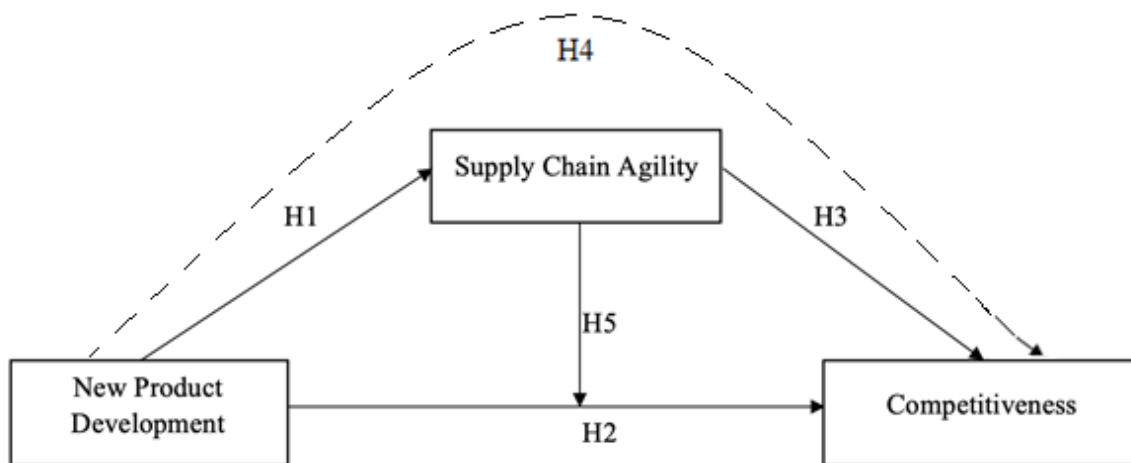 H4
Supply Chain Agility
H1
H3
H5
New Product
Development
Competitiveness
H2